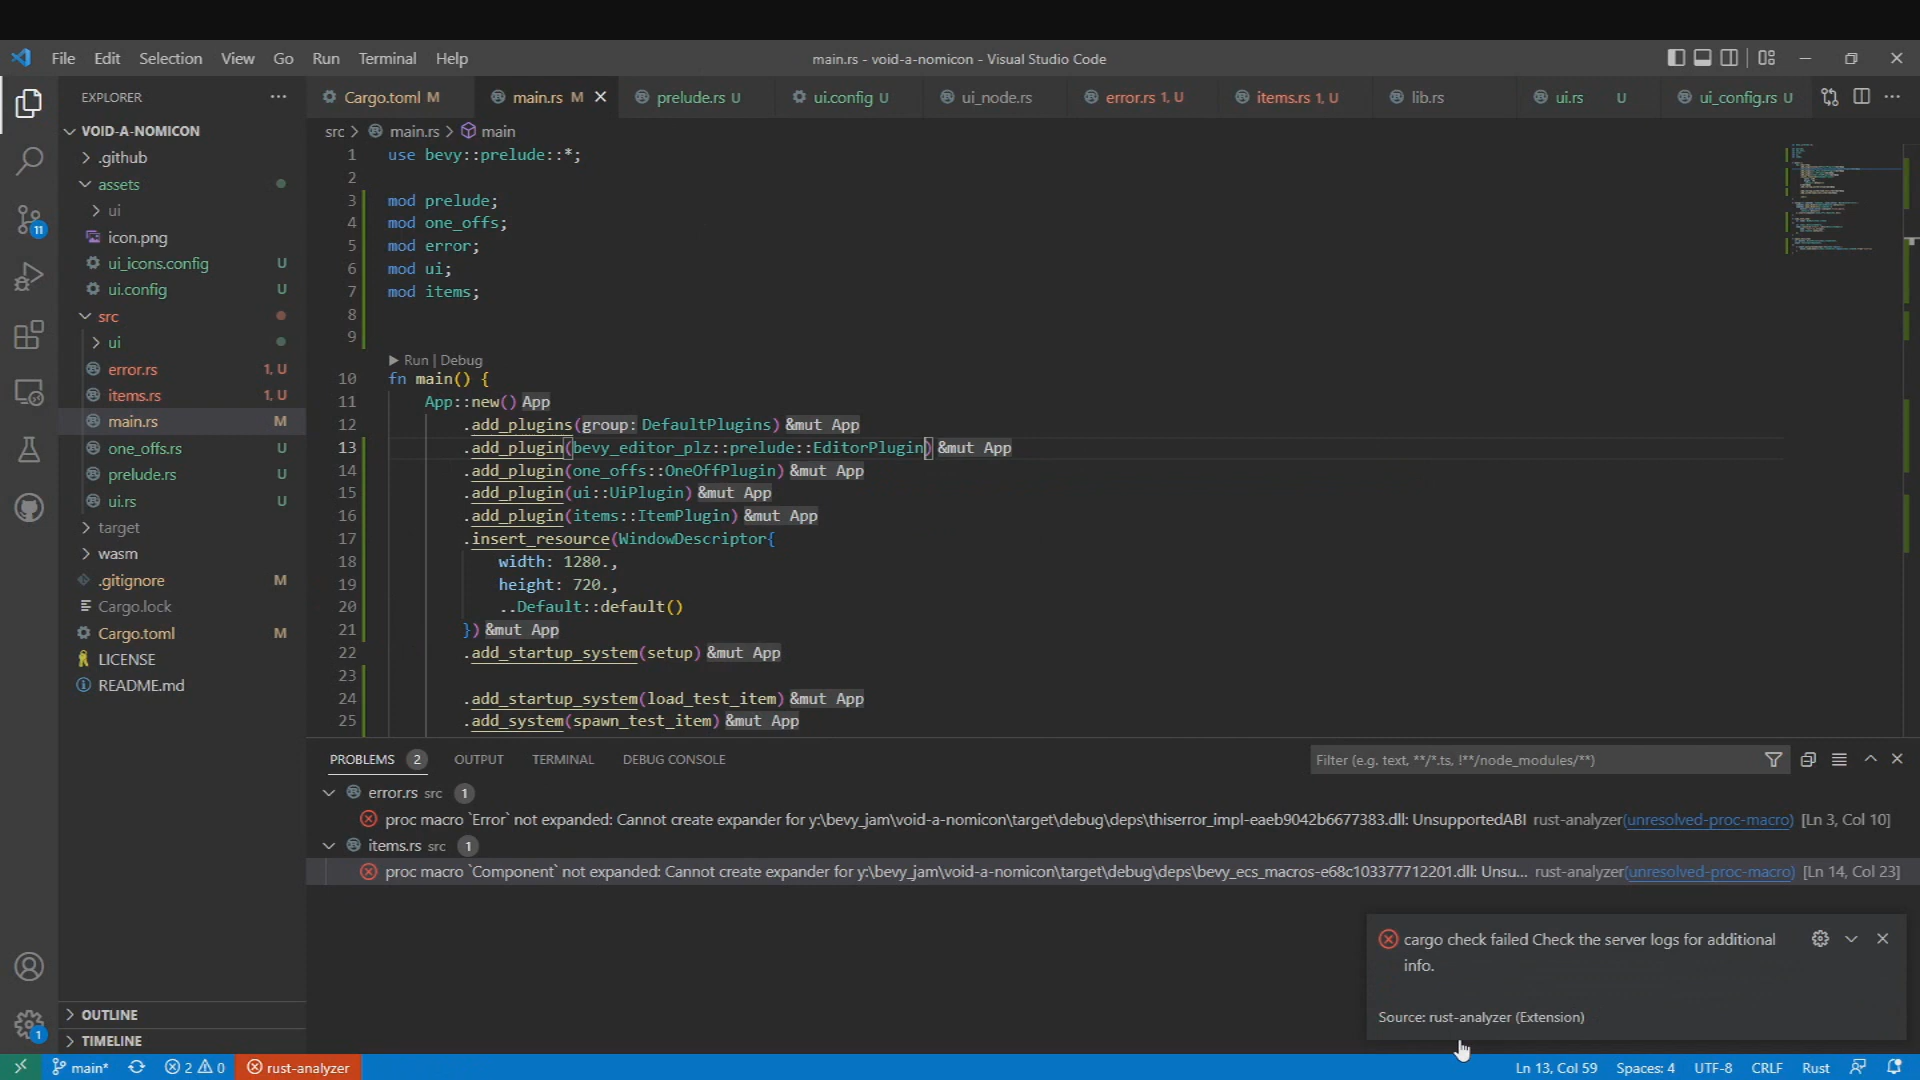 File Edit Selection View Go Run Terminal Help
main.rs - void-a-nomicon - Visual Studio Code
EXPLORER
Cargo.toml M
main.rs M
prelude.rs U
ui.config U
ui_node.rs
error.rs 1, U
items.rs 1, U
lib.rs
ui.rs U
ui_config.rs U
src > main.rs > main
VOID-A-NOMICON
.github
assets
ui
icon.png
ui_icons.config U
ui.config U
src
ui
error.rs 1, U
items.rs 1, U
main.rs M
one_offs.rs U
prelude.rs U
ui.rs U
target
wasm
.gitignore M
Cargo.lock
Cargo.toml M
LICENSE
README.md
OUTLINE
TIMELINE
11
1
1 use bevy::prelude::*;
2
3 mod prelude;
4 mod one_offs;
5 mod error;
6 mod ui;
7 mod items;
8
9
Run | Debug
10 fn main() {
11 App::new() App
12 .add_plugins(group: DefaultPlugins) &mut App
13 .add_plugin(bevy_editor_plz::prelude::EditorPlugin) &mut App
14 .add_plugin(one_offs::OneOffPlugin) &mut App
15 .add_plugin(ui::UiPlugin) &mut App
16 .add_plugin(items::ItemPlugin) &mut App
17 .insert_resource(WindowDescriptor{
18 width: 1280.,
19 height: 720.,
20 ..Default::default()
21 }) &mut App
22 .add_startup_system(setup) &mut App
23
24 .add_startup_system(load_test_item) &mut App
25 .add_system(spawn_test_item) &mut App
PROBLEMS 2 OUTPUT TERMINAL DEBUG CONSOLE
Filter (e.g. text, **/*.ts, !**/node_modules/**)
error.rs src 1
proc macro `Error` not expanded: Cannot create expander for y:\bevy_jam\void-a-nomicon\target\debug\deps\thiserror_impl-eaeb9042b6677383.dll: UnsupportedABI rust-analyzer(unresolved-proc-macro) [Ln 3, Col 10]
items.rs src 1
proc macro `Component` not expanded: Cannot create expander for y:\bevy_jam\void-a-nomicon\target\debug\deps\bevy_ecs_macros-e68c103377712201.dll: Unsu... rust-analyzer(unresolved-proc-macro) [Ln 14, Col 23]
cargo check failed Check the server logs for additional
info.
Source: rust-analyzer (Extension)
main* 2 0 rust-analyzer
Ln 13, Col 59 Spaces: 4 UTF-8 CRLF Rust